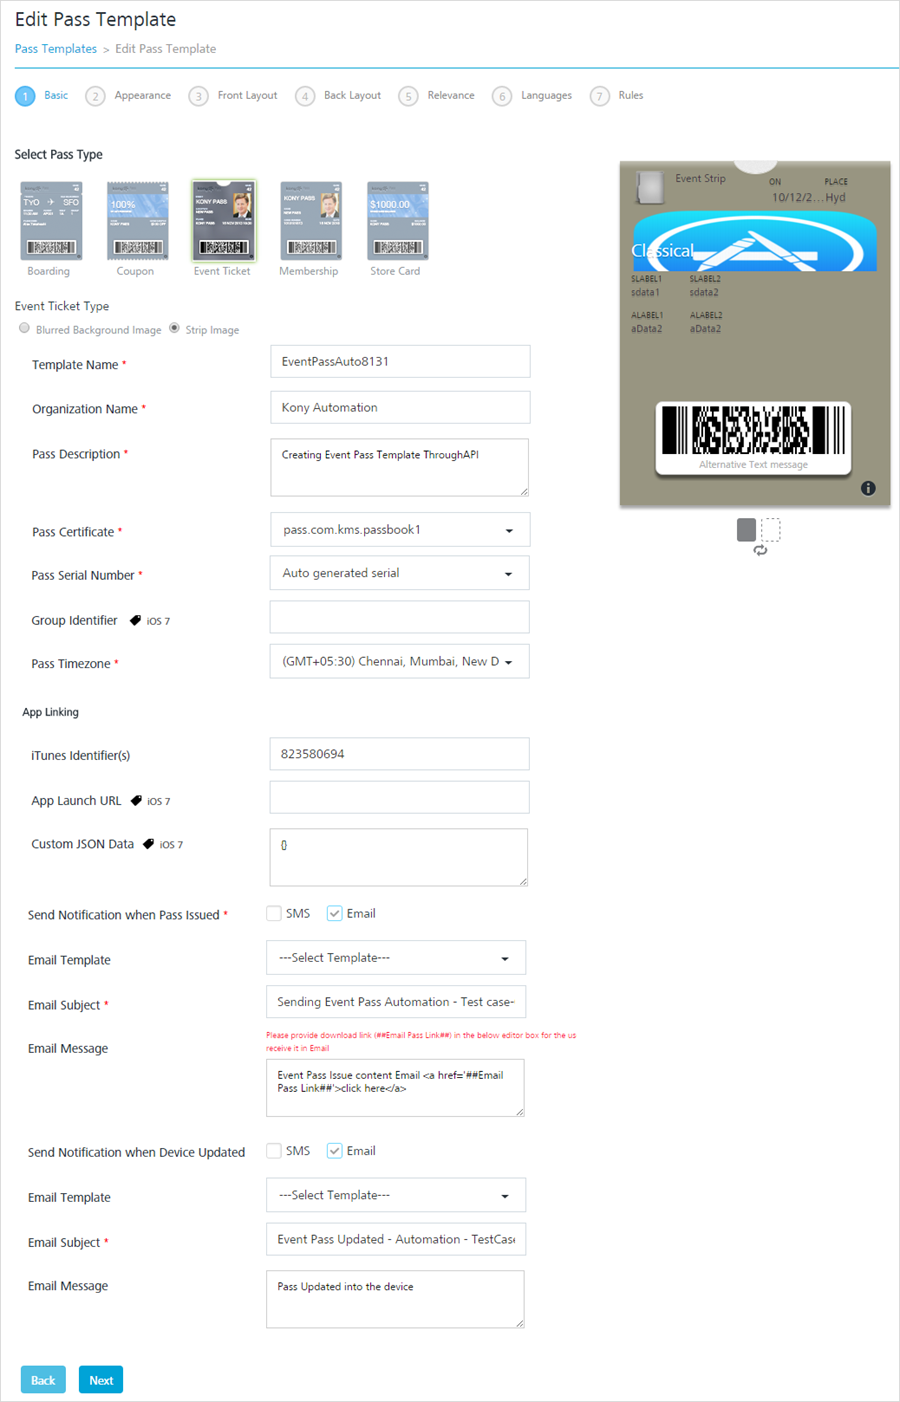 Edit Pass Template
Pass Templates > Edit Pass Template
1 Basic 2 Appearance 3 Front Layout 4 Back Layout 5 Relevance 6 Languages 7 Rules
Select Pass Type
TYO SFO
100%
KONY PASS
KONY PASS
$1000.00
Boarding Coupon Event Ticket Membership Store Card
Event Ticket Type
Blurred Background Image Strip Image
Template Name * EventPassAuto8131
Organization Name * Kony Automation
Pass Description * Creating Event Pass Template ThroughAPI
Pass Certificate * pass.com.kms.passbook1
Pass Serial Number * Auto generated serial
Group Identifier iOS 7
Pass Timezone * (GMT+05:30) Chennai, Mumbai, New D
App Linking
iTunes Identifier(s) 823580694
App Launch URL iOS 7
Custom JSON Data iOS 7 {}
Send Notification when Pass Issued * SMS Email
Email Template ---Select Template---
Email Subject * Sending Event Pass Automation - Test case-
Please provide download link (##Email Pass Link##) in the below editor box for the us
receive it in Email
Email Message
Event Pass Issue content Email <a href='##Email
Pass Link##'>click here</a>
Send Notification when Device Updated SMS Email
Email Template ---Select Template---
Email Subject * Event Pass Updated - Automation - TestCase
Email Message Pass Updated into the device
Back Next
Event Strip
ON PLACE
10/12/2... Hyd
Classical
SLABEL1 SLABEL2
sdata1 sdata2
ALABEL1 ALABEL2
aData2 aData2
Alternative Text message